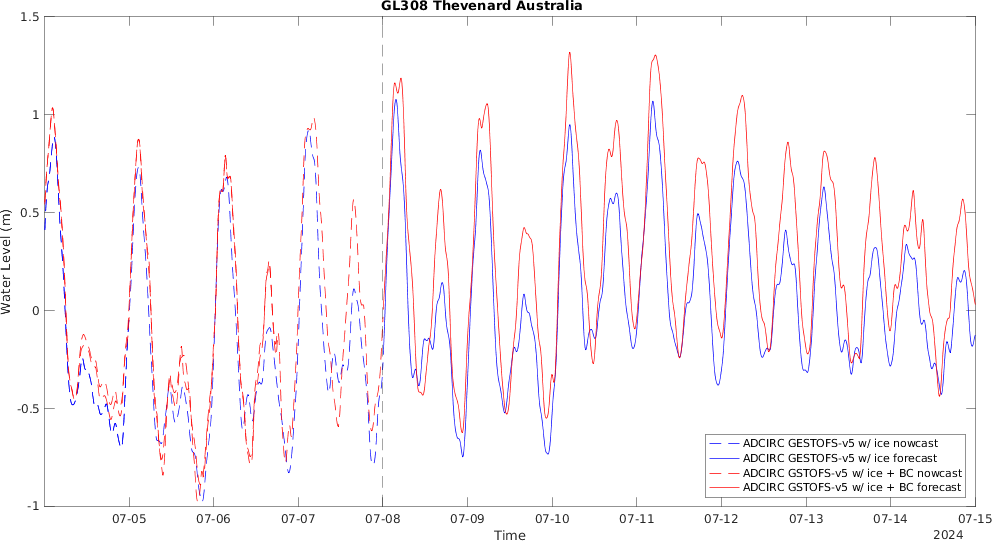 GL308 Thevenard Australia
1.5
1
0.5
0
-0.5
-1
Water Level (m)
07-05 07-06 07-07 07-08 07-09 07-10 07-11 07-12 07-13 07-14 07-15
Time
2024
ADCIRC GESTOFS-v5 w/ ice nowcast
ADCIRC GESTOFS-v5 w/ ice forecast
ADCIRC GSTOFS-v5 w/ ice + BC nowcast
ADCIRC GSTOFS-v5 w/ ice + BC forecast